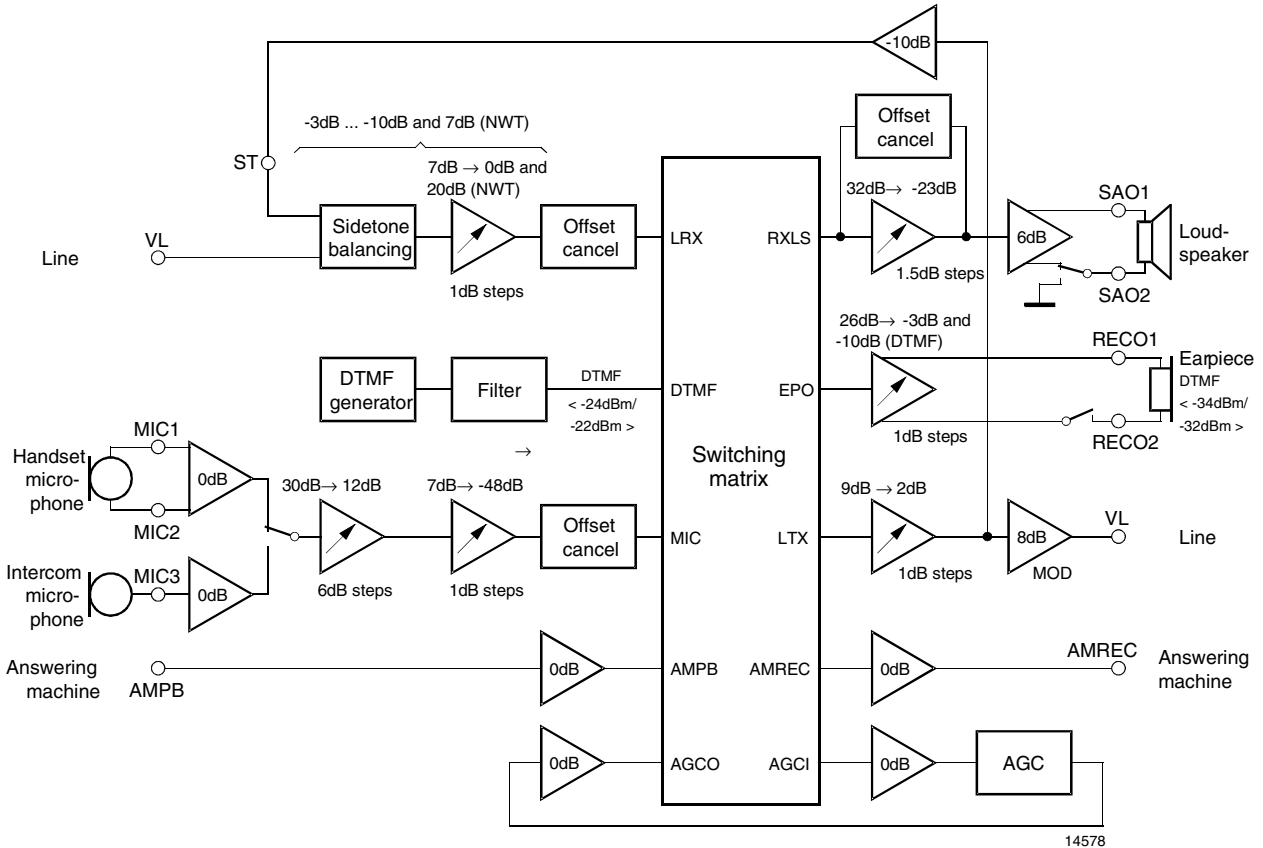 -10dB
-3dB ... -10dB and 7dB (NWT)
Offset
cancel
ST
7dB → 0dB and
20dB (NWT)
32dB→ -23dB
SAO1
Sidetone
balancing
Offset
cancel
LRX
RXLS
6dB
Loud-
speaker
VL
Line
1dB steps
1.5dB steps
SAO2
26dB→ -3dB and
-10dB (DTMF)
RECO1
Earpiece
DTMF
< -34dBm/
-32dBm >
DTMF
generator
Filter
DTMF
< -24dBm/
-22dBm >
→
DTMF
EPO
1dB steps
RECO2
Switching
matrix
MIC1
Handset
micro-
phone
0dB
MIC2
30dB→ 12dB
7dB→ -48dB
Offset
cancel
MIC
LTX
9dB → 2dB
8dB
MOD
VL
Line
Intercom
micro-
phone
MIC3
0dB
6dB steps
1dB steps
1dB steps
Answering
machine
AMPB
0dB
AMPB
AMREC
0dB
AMREC
Answering
machine
0dB
AGCO
AGCI
0dB
AGC
14578